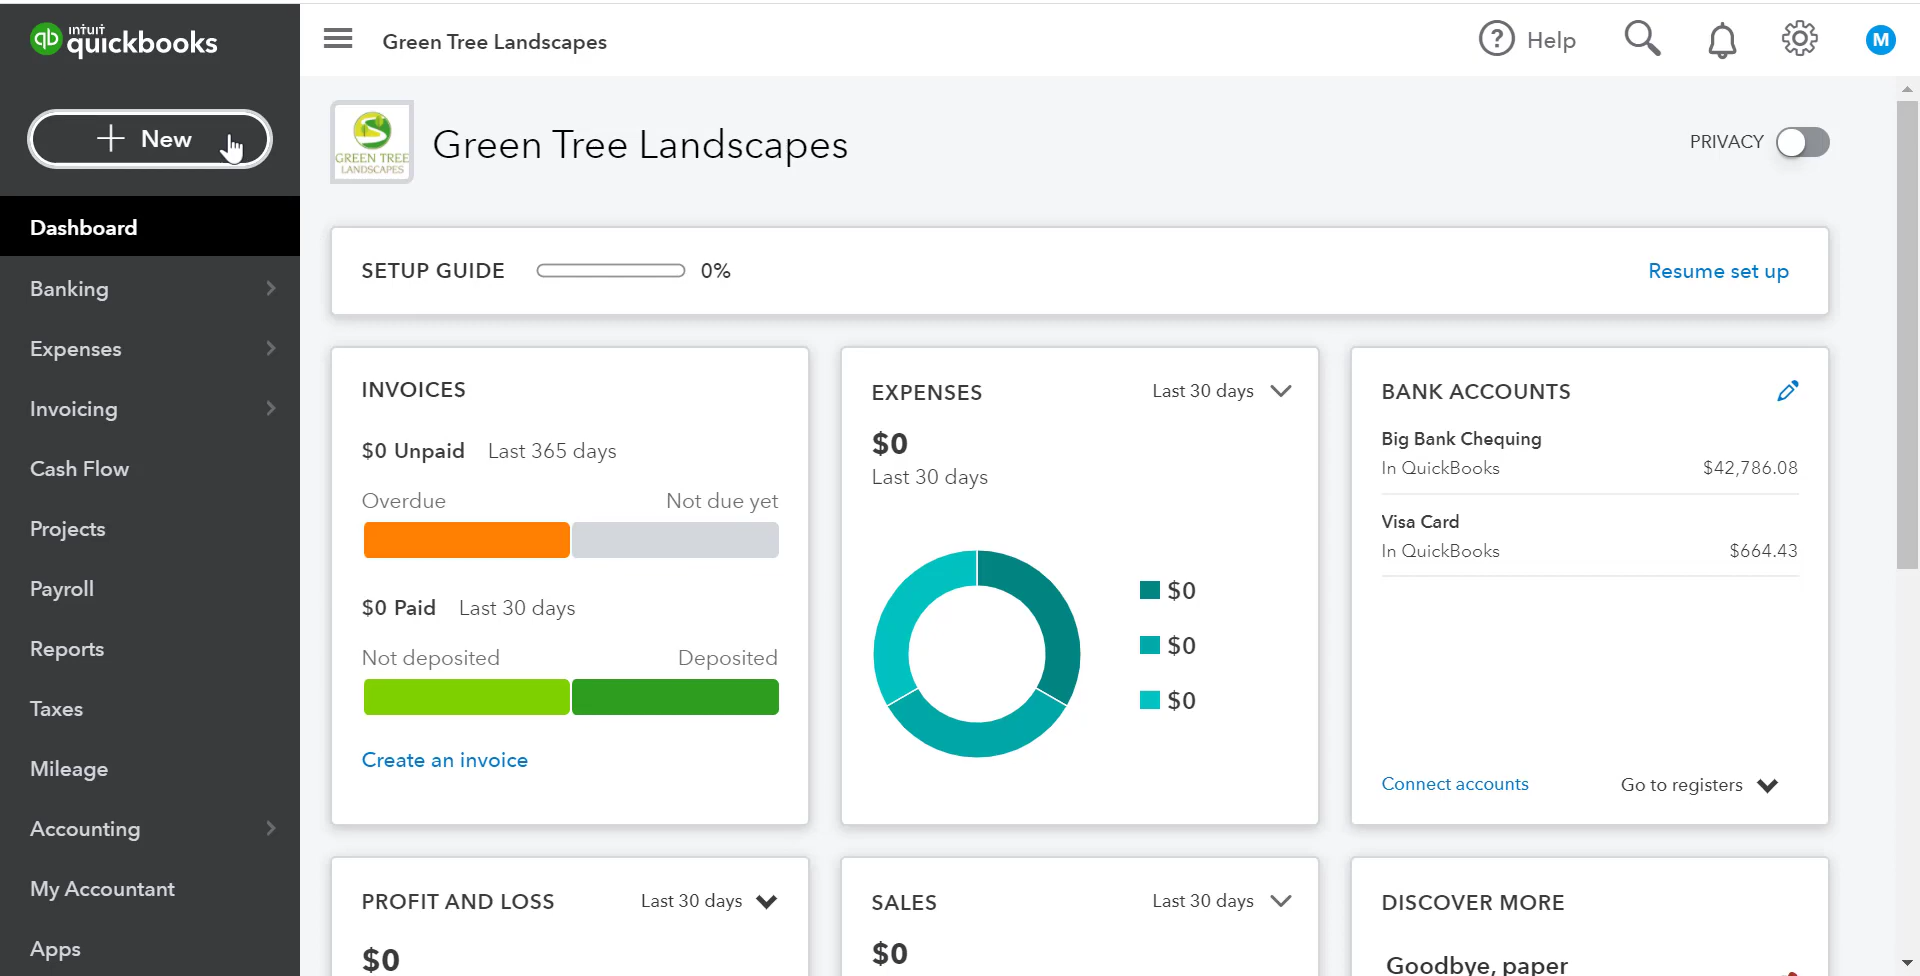 intuit
quickbooks
Green Tree Landscapes
Help
M
New
GREEN TREE
LANDSCAPES
Green Tree Landscapes
PRIVACY
Dashboard
Banking
Expenses
Invoicing
Cash Flow
Projects
Payroll
Reports
Taxes
Mileage
Accounting
My Accountant
Apps
SETUP GUIDE 0% Resume set up
INVOICES
$0 Unpaid Last 365 days
Overdue Not due yet
$0 Paid Last 30 days
Not deposited Deposited
Create an invoice
EXPENSES Last 30 days
$0
Last 30 days
$0
$0
$0
BANK ACCOUNTS
Big Bank Chequing
In QuickBooks $42,786.08
Visa Card
In QuickBooks $664.43
Connect accounts Go to registers
PROFIT AND LOSS Last 30 days
$0
SALES Last 30 days
$0
DISCOVER MORE
Goodbye, paper